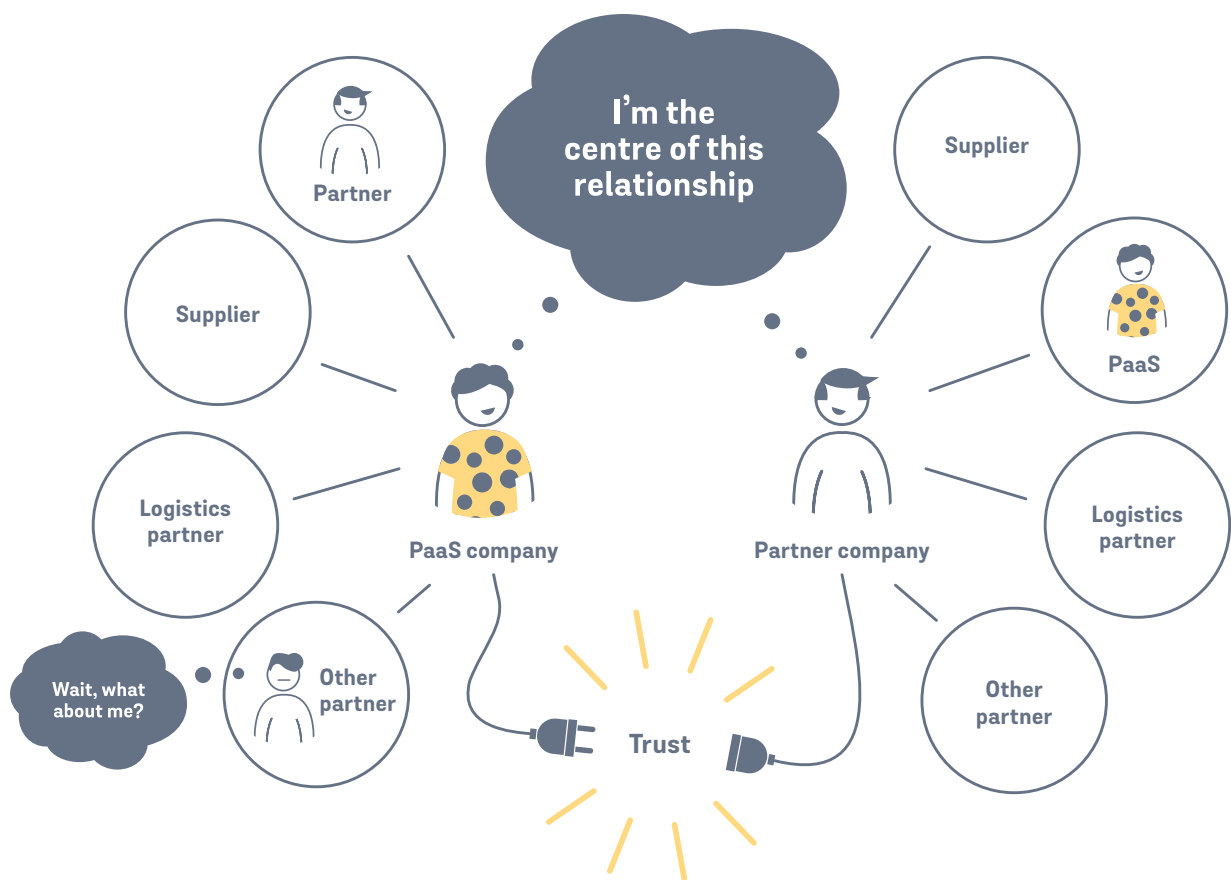 I'm the
centre of this
relationship
Partner
Supplier
Logistics
partner
Other
partner
Wait, what
about me?
PaaS company
Partner company
Supplier
PaaS
Logistics
partner
Other
partner
Trust